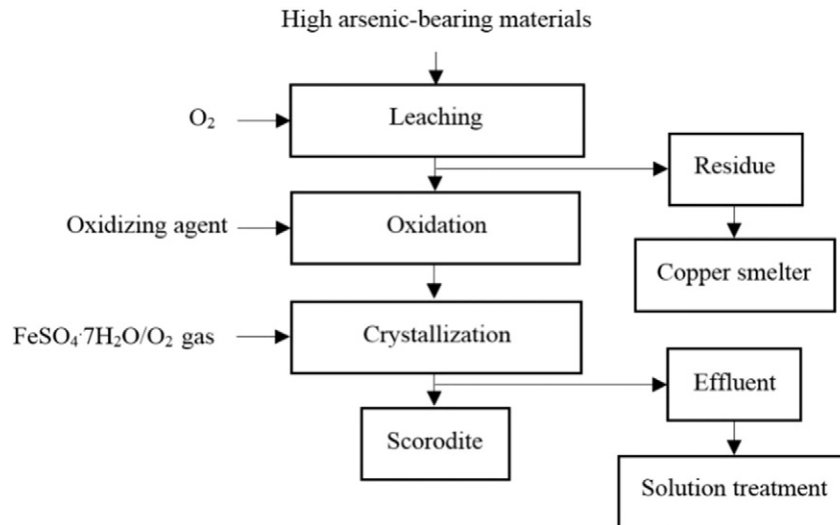 High arsenic-bearing materials
O₂
Leaching
Residue
Oxidizing agent
Oxidation
Copper smelter
FeSO₄·7H₂O/O₂ gas
Crystallization
Effluent
Scorodite
Solution treatment